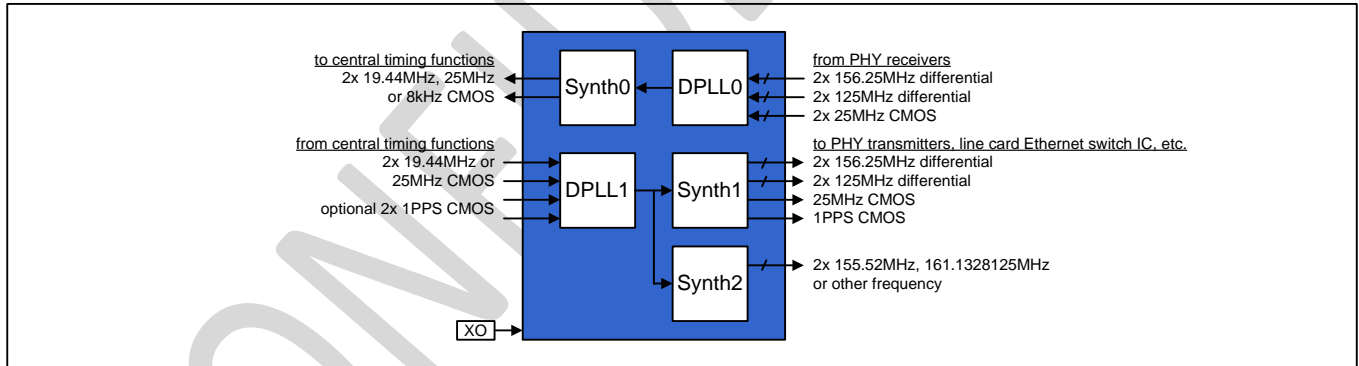 to central timing functions
2x 19.44MHz, 25MHz
or 8kHz CMOS
Synth0
DPLL0
from PHY receivers
2x 156.25MHz differential
2x 125MHz differential
2x 25MHz CMOS
from central timing functions
2x 19.44MHz or
25MHz CMOS
optional 2x 1PPS CMOS
DPLL1
Synth1
to PHY transmitters, line card Ethernet switch IC, etc.
2x 156.25MHz differential
2x 125MHz differential
25MHz CMOS
1PPS CMOS
Synth2
2x 155.52MHz, 161.1328125MHz
or other frequency
XO